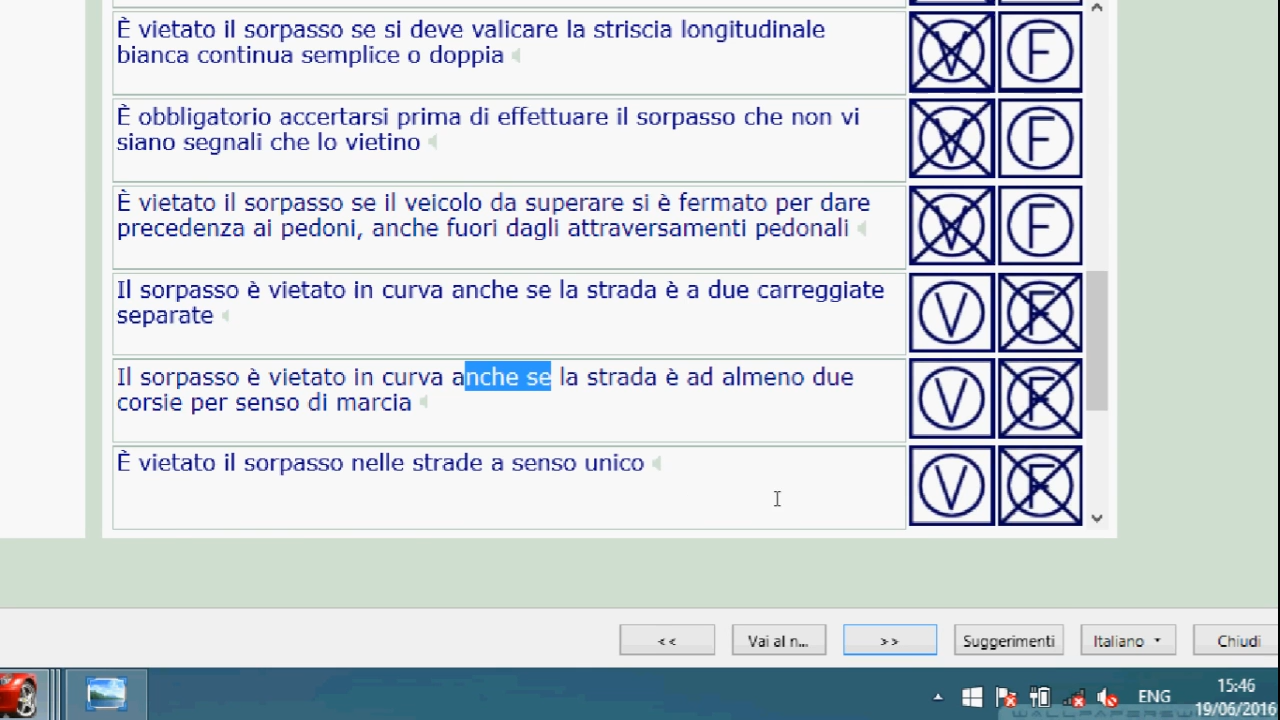 È vietato il sorpasso se si deve valicare la striscia longitudinale
bianca continua semplice o doppia
V F
È obbligatorio accertarsi prima di effettuare il sorpasso che non vi
siano segnali che lo vietino
V F
È vietato il sorpasso se il veicolo da superare si è fermato per dare
precedenza ai pedoni, anche fuori dagli attraversamenti pedonali
V F
Il sorpasso è vietato in curva anche se la strada è a due carreggiate
separate
V F
Il sorpasso è vietato in curva anche se la strada è ad almeno due
corsie per senso di marcia
V F
È vietato il sorpasso nelle strade a senso unico
V F
<< Vai al n... >> Suggerimenti Italiano Chiudi
ENG
15:46
19/06/2016